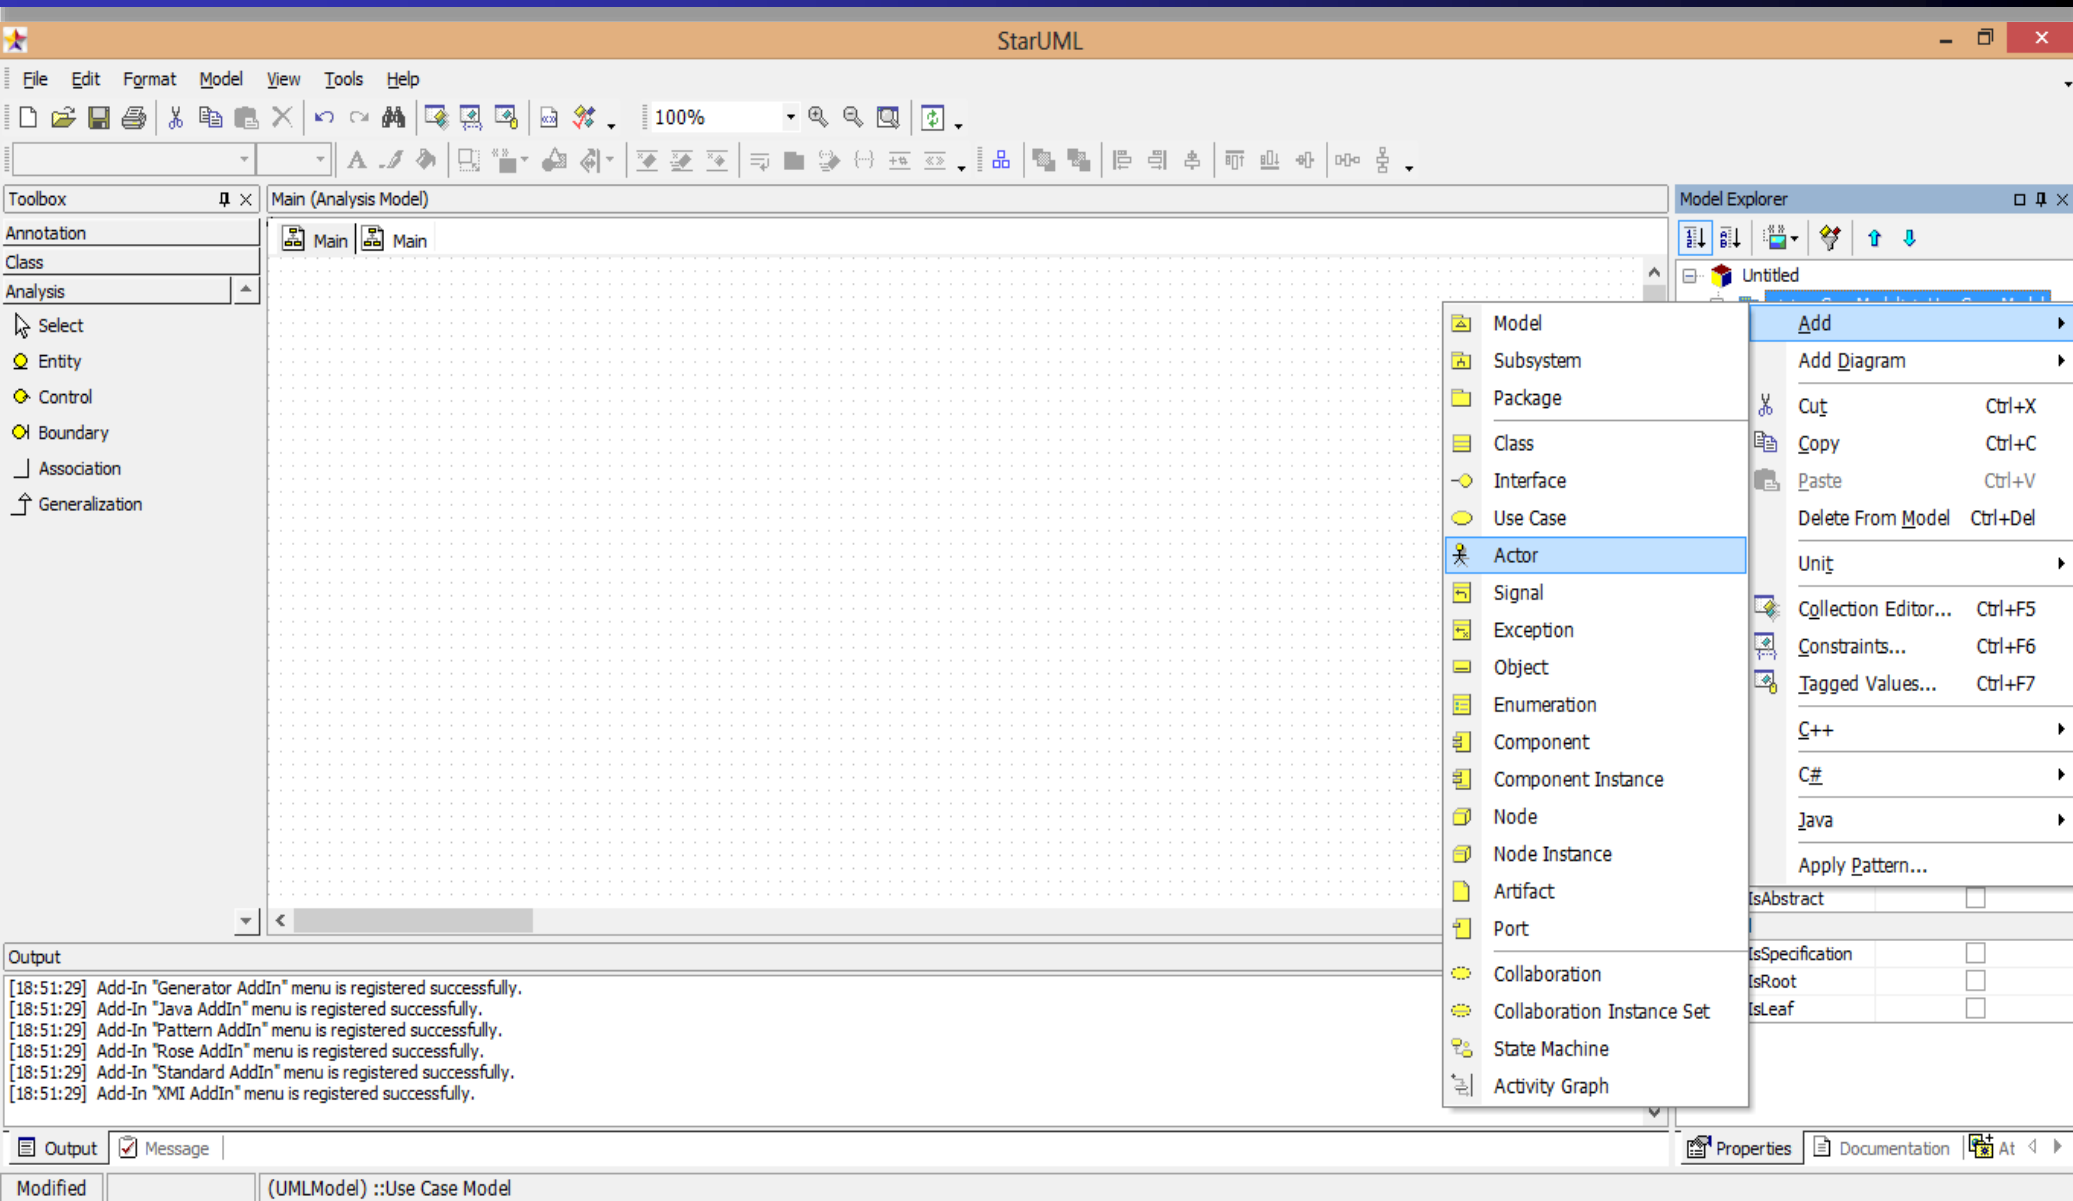 StarUML
File Edit Format Model View Tools Help
100%
Toolbox
Annotation
Class
Analysis
Select
Entity
Control
Boundary
Association
Generalization
Main (Analysis Model)
Main Main
Model Explorer
Untitled
Model
Subsystem
Package
Class
Interface
Use Case
Actor
Signal
Exception
Object
Enumeration
Component
Component Instance
Node
Node Instance
Artifact
Port
Collaboration
Collaboration Instance Set
State Machine
Activity Graph
Add
Add Diagram
Cut Ctrl+X
Copy Ctrl+C
Paste Ctrl+V
Delete From Model Ctrl+Del
Unit
Collection Editor... Ctrl+F5
Constraints... Ctrl+F6
Tagged Values... Ctrl+F7
C++
C#
Java
Apply Pattern...
IsAbstract
IsSpecification
IsRoot
IsLeaf
Output
[18:51:29] Add-In "Generator AddIn" menu is registered successfully.
[18:51:29] Add-In "Java AddIn" menu is registered successfully.
[18:51:29] Add-In "Pattern AddIn" menu is registered successfully.
[18:51:29] Add-In "Rose AddIn" menu is registered successfully.
[18:51:29] Add-In "Standard AddIn" menu is registered successfully.
[18:51:29] Add-In "XMI AddIn" menu is registered successfully.
Output Message
Properties Documentation At
Modified (UMLModel) ::Use Case Model